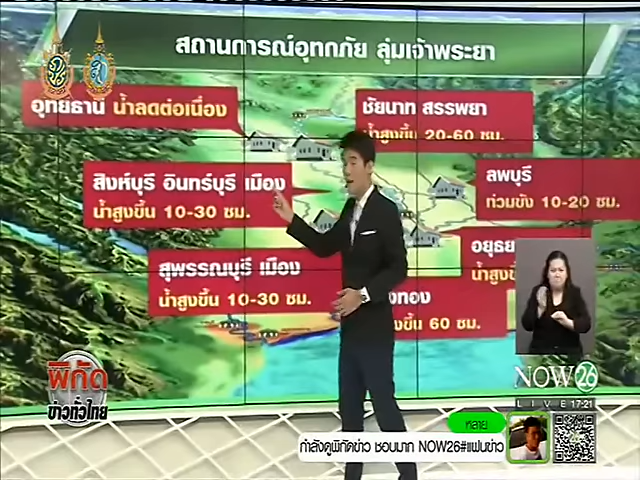 สถานการณ์อุทกภัย ลุ่มเจ้าพระยา
อุทัยธานี น้ำลดต่อเนื่อง
ชัยนาท สรรพยา
น้ำสูงขึ้น 20-60 ซม.
สิงห์บุรี อินทร์บุรี เมือง
น้ำสูงขึ้น 10-30 ซม.
ลพบุรี
ท่วมขัง 10-20 ซม.
สุพรรณบุรี เมือง
น้ำสูงขึ้น 10-30 ซม.
อยุธย
น้ำสูงขึ้
งทอง
สูงขึ้น 60 ซม.
พิกัด
ข่าวทั่วไทย
NOW26
LIVE 17:21
หลาย
กำลังดูพิกัดข่าว ชอบมาก NOW26#แฟนข่าว